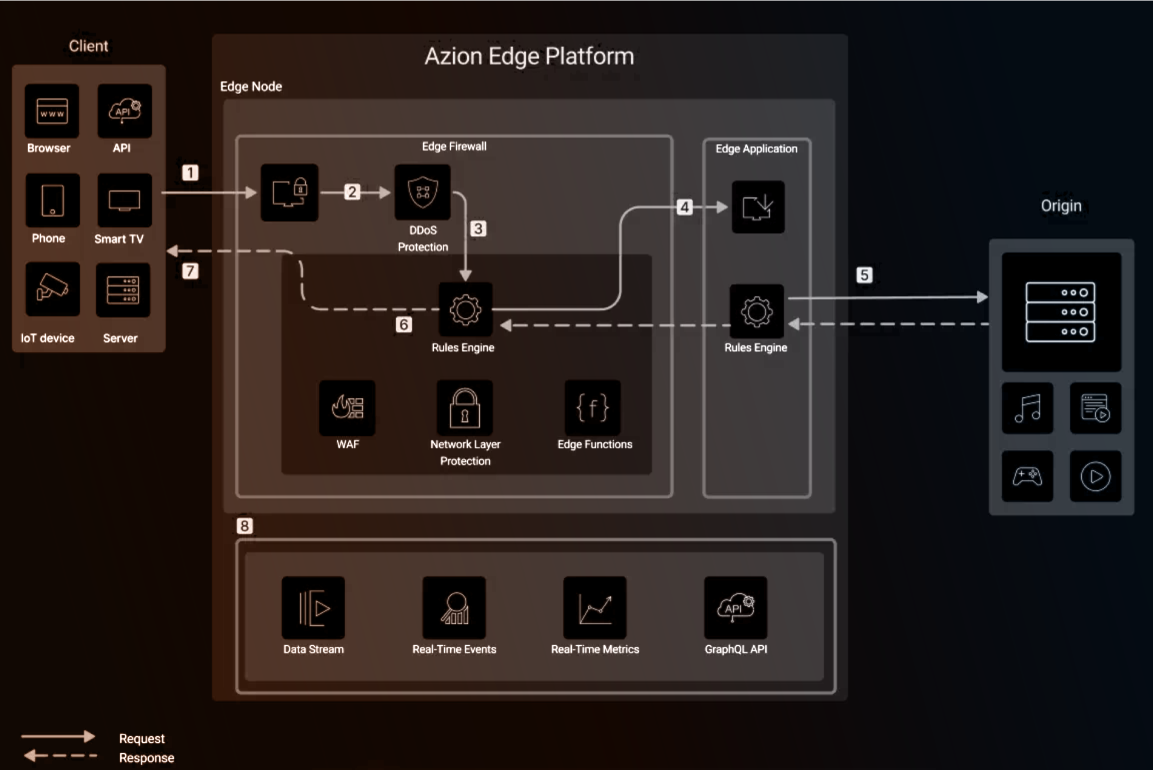 Client
Azion Edge Platform
Edge Node
WWW
API
Browser
API
Edge Firewall
Edge Application
1
2
3
4
Phone
Smart TV
DDoS
Protection
Origin
7
5
6
Rules Engine
Rules Engine
IoT device
Server
{f}
WAF
Network Layer
Protection
Edge Functions
8
API
Data Stream
Real-Time Events
Real-Time Metrics
GraphQL API
Request
Response